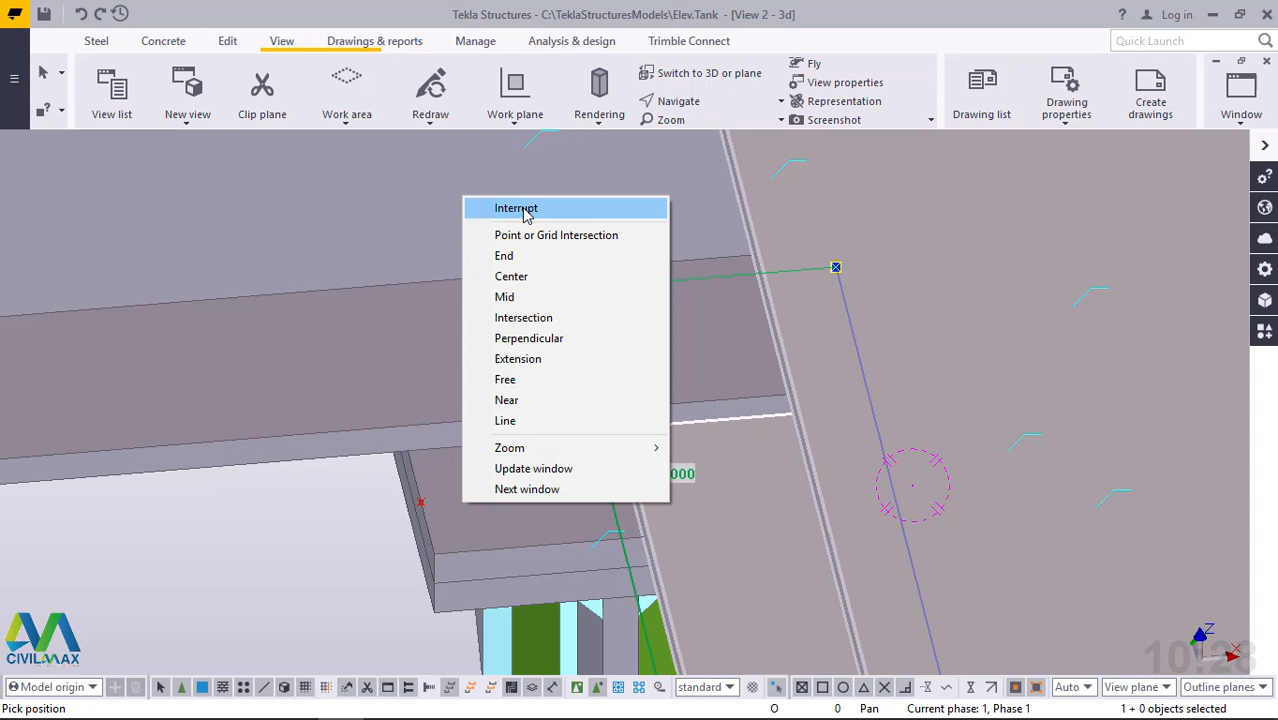 Tekla Structures - C:\TeklaStructuresModels\Elev.Tank - [View 2 - 3d]
Log in
Steel Concrete Edit View Drawings & reports Manage Analysis & design Trimble Connect
Quick Launch
View list
New view
Clip plane
Work area
Redraw
Work plane
Rendering
Switch to 3D or plane
Navigate
Zoom
Fly
View properties
Representation
Screenshot
Drawing list
Drawing properties
Create drawings
Window
Interrupt
Point or Grid Intersection
End
Center
Mid
Intersection
Perpendicular
Extension
Free
Near
Line
Zoom
Update window
Next window
000
CIVILMAX
Z
X
10:28
Model origin
standard
Auto
View plane
Outline planes
Pick position
O 0 Pan Current phase: 1, Phase 1 1 + 0 objects selected